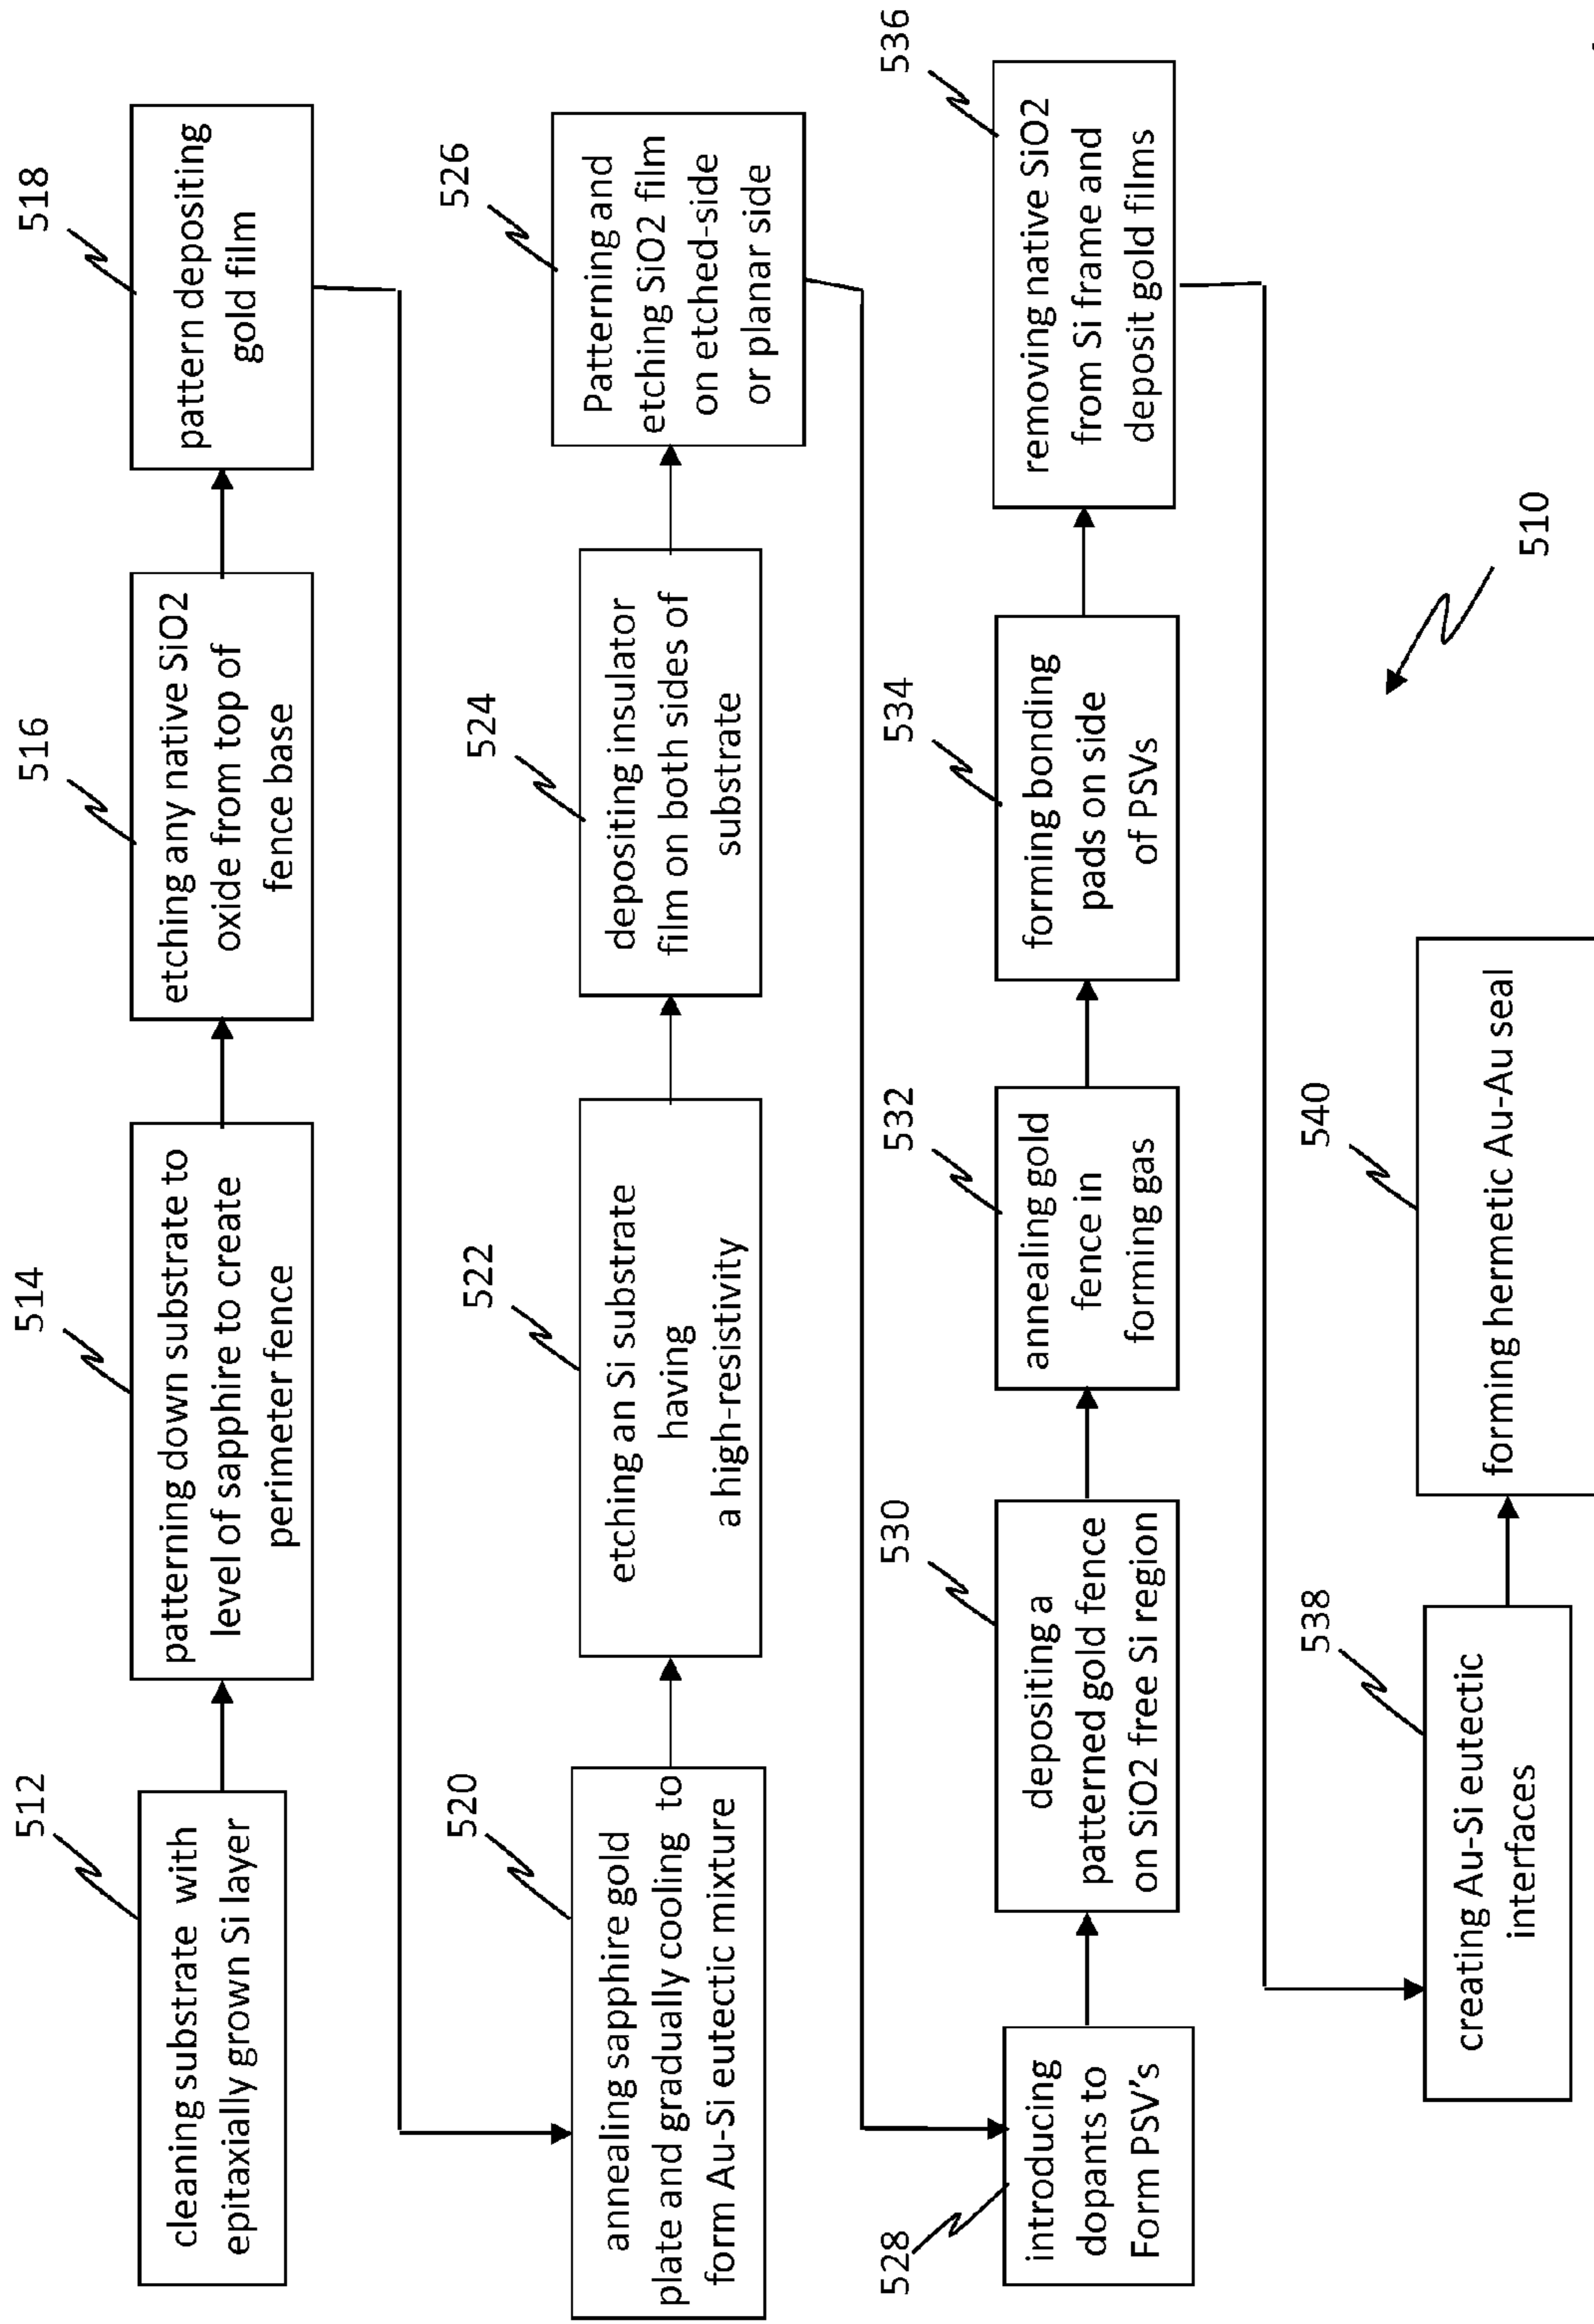 512
cleaning substrate with
epitaxially grown Si layer
514
patterning down substrate to
level of sapphire to create
perimeter fence
516
etching any native SiO2
oxide from top of
fence base
518
pattern depositing
gold film
520
annealing sapphire gold
plate and gradually cooling to
form Au-Si eutectic mixture
522
etching an Si substrate
having
a high-resistivity
524
depositing insulator
film on both sides of
substrate
526
Patterning and
etching SiO2 film
on etched-side
or planar side
528
introducing
dopants to
Form PSV's
530
depositing a
patterned gold fence
on SiO2 free Si region
532
annealing gold
fence in
forming gas
534
forming bonding
pads on side
of PSVs
536
removing native SiO2
from Si frame and
deposit gold films
538
creating Au-Si eutectic
interfaces
540
forming hermetic Au-Au seal
510